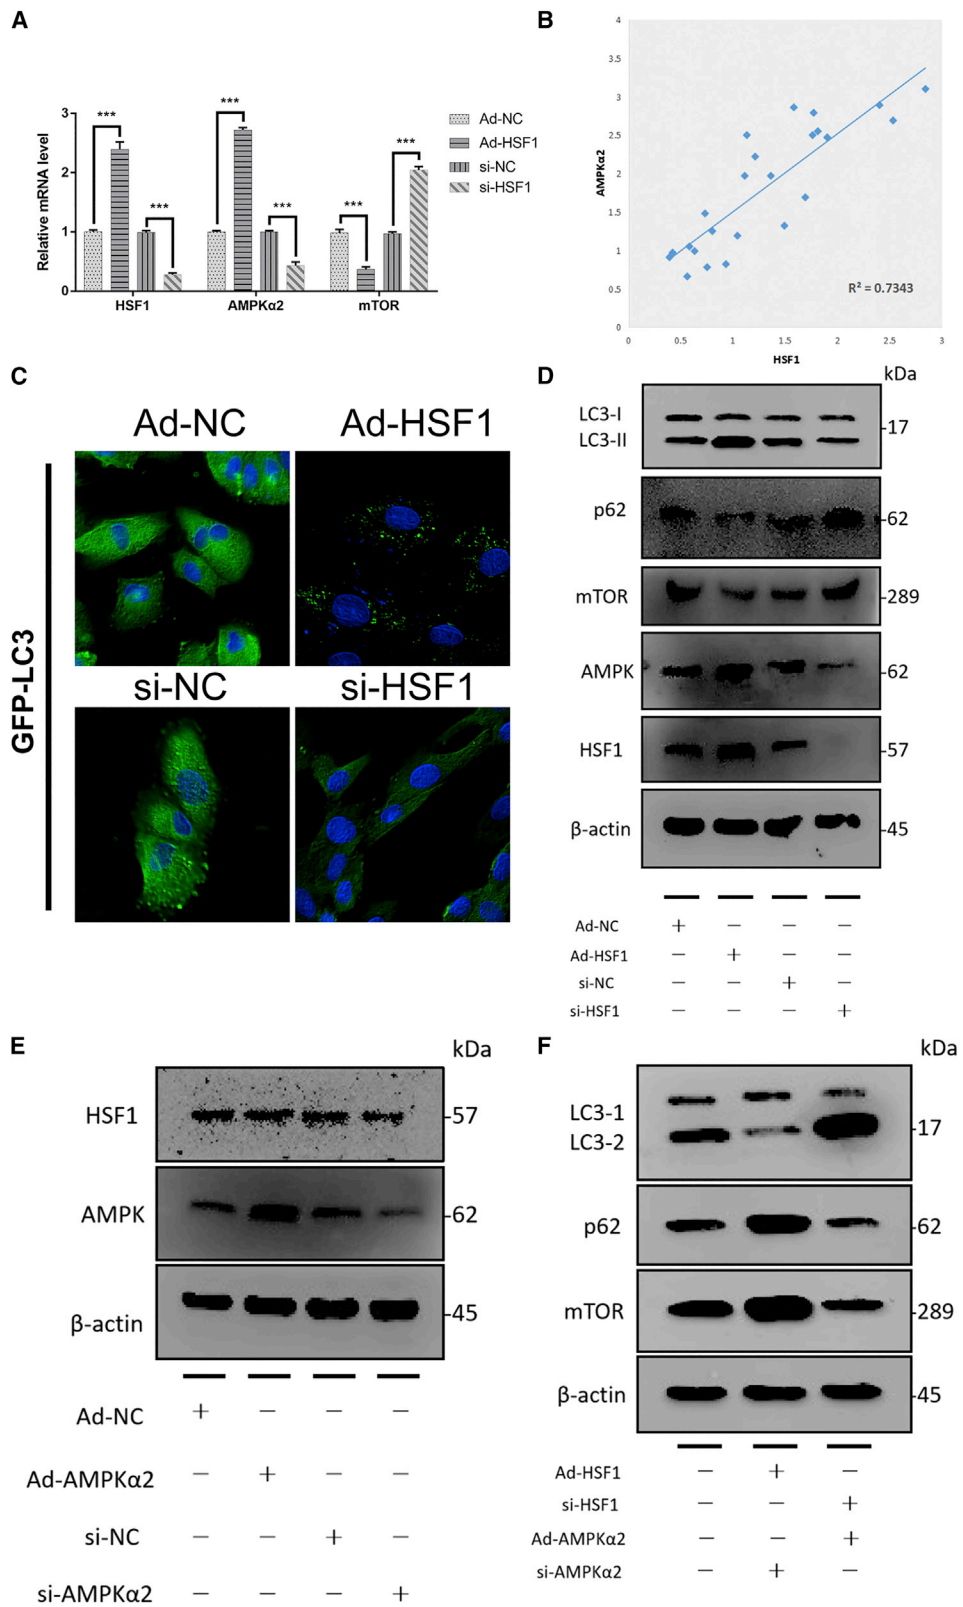 A
Relative mRNA level
3
2
1
0
***
***
***
***
***
***
HSF1
AMPKα2
mTOR
Ad-NC
Ad-HSF1
si-NC
si-HSF1
B
AMPKα2
4
3.5
3
2.5
2
1.5
1
0.5
0
0
0.5
1
1.5
2
2.5
3
HSF1
R² = 0.7343
C
GFP-LC3
Ad-NC
Ad-HSF1
si-NC
si-HSF1
D
kDa
LC3-I
LC3-II
-17
p62
-62
mTOR
-289
AMPK
-62
HSF1
-57
β-actin
-45
Ad-NC + − − −
Ad-HSF1 − + − −
si-NC − − + −
si-HSF1 − − − +
E
kDa
HSF1
-57
AMPK
-62
β-actin
-45
Ad-NC + − − −
Ad-AMPKα2 − + − −
si-NC − − + −
si-AMPKα2 − − − +
F
kDa
LC3-1
LC3-2
-17
p62
-62
mTOR
-289
β-actin
-45
Ad-HSF1 − + −
si-HSF1 − − +
Ad-AMPKα2 − − +
si-AMPKα2 − + −